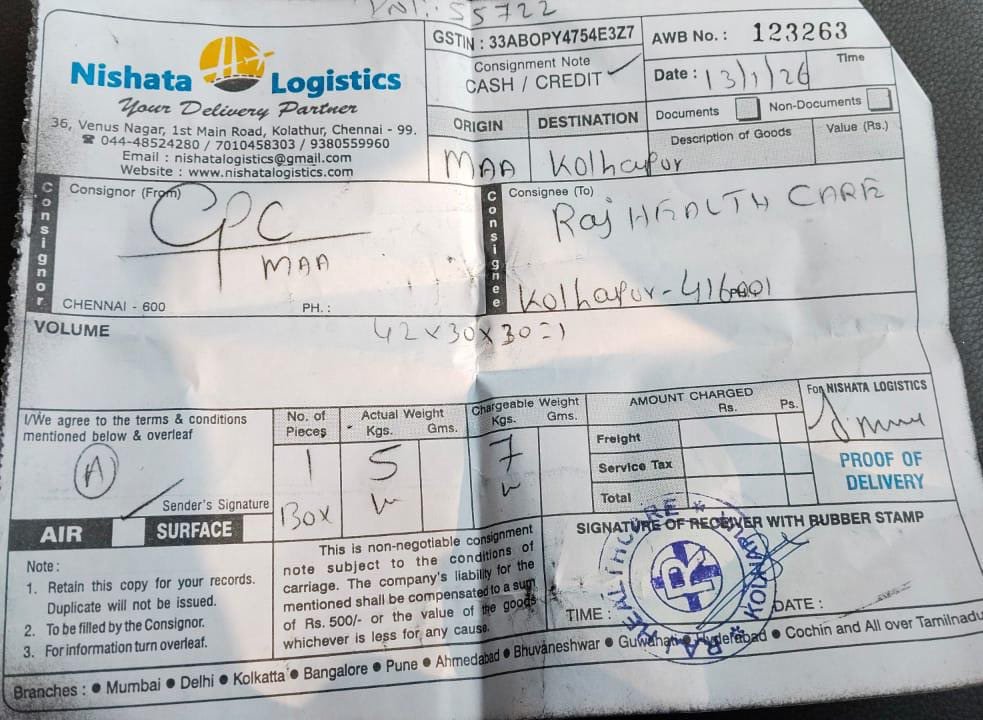 55722
Nishata Logistics
Your Delivery Partner
36, Venus Nagar, 1st Main Road, Kolathur, Chennai - 99.
☎ 044-48524280 / 7010458303 / 9380559960
Email : nishatalogistics@gmail.com
Website : www.nishatalogistics.com
GSTIN : 33ABOPY4754E3Z7
Consignment Note
CASH / CREDIT ✓
AWB No. : 123263
Date : 13/1/26 Time
ORIGIN DESTINATION
MAA Kolhapur
Documents Non-Documents
Description of Goods Value (Rs.)
Consignor
Consignor (From)
CPC
MAA
CHENNAI - 600 PH. :
Consignee
Consignee (To)
Raj HEALTH CARE
Kolhapur - 416001
VOLUME
42 x 30 x 30 = 1
I/We agree to the terms & conditions
mentioned below & overleaf
A
Sender's Signature
AIR SURFACE
No. of Pieces
1
Box
Actual Weight
Kgs. Gms.
5
Chargeable Weight
Kgs. Gms.
7
AMOUNT CHARGED
Rs. Ps.
Freight
Service Tax
Total
For NISHATA LOGISTICS
PROOF OF
DELIVERY
Note :
1. Retain this copy for your records.
Duplicate will not be issued.
2. To be filled by the Consignor.
3. For information turn overleaf.
This is non-negotiable consignment
note subject to the conditions of
carriage. The company's liability for the
mentioned shall be compensated to a sum
of Rs. 500/- or the value of the goods
whichever is less for any cause.
SIGNATURE OF RECEIVER WITH RUBBER STAMP
TIME : DATE :
Branches : ● Mumbai ● Delhi ● Kolkatta ● Bangalore ● Pune ● Ahmedabad ● Bhuvaneshwar ● Guwahati ● Hyderabad ● Cochin and All over Tamilnadu